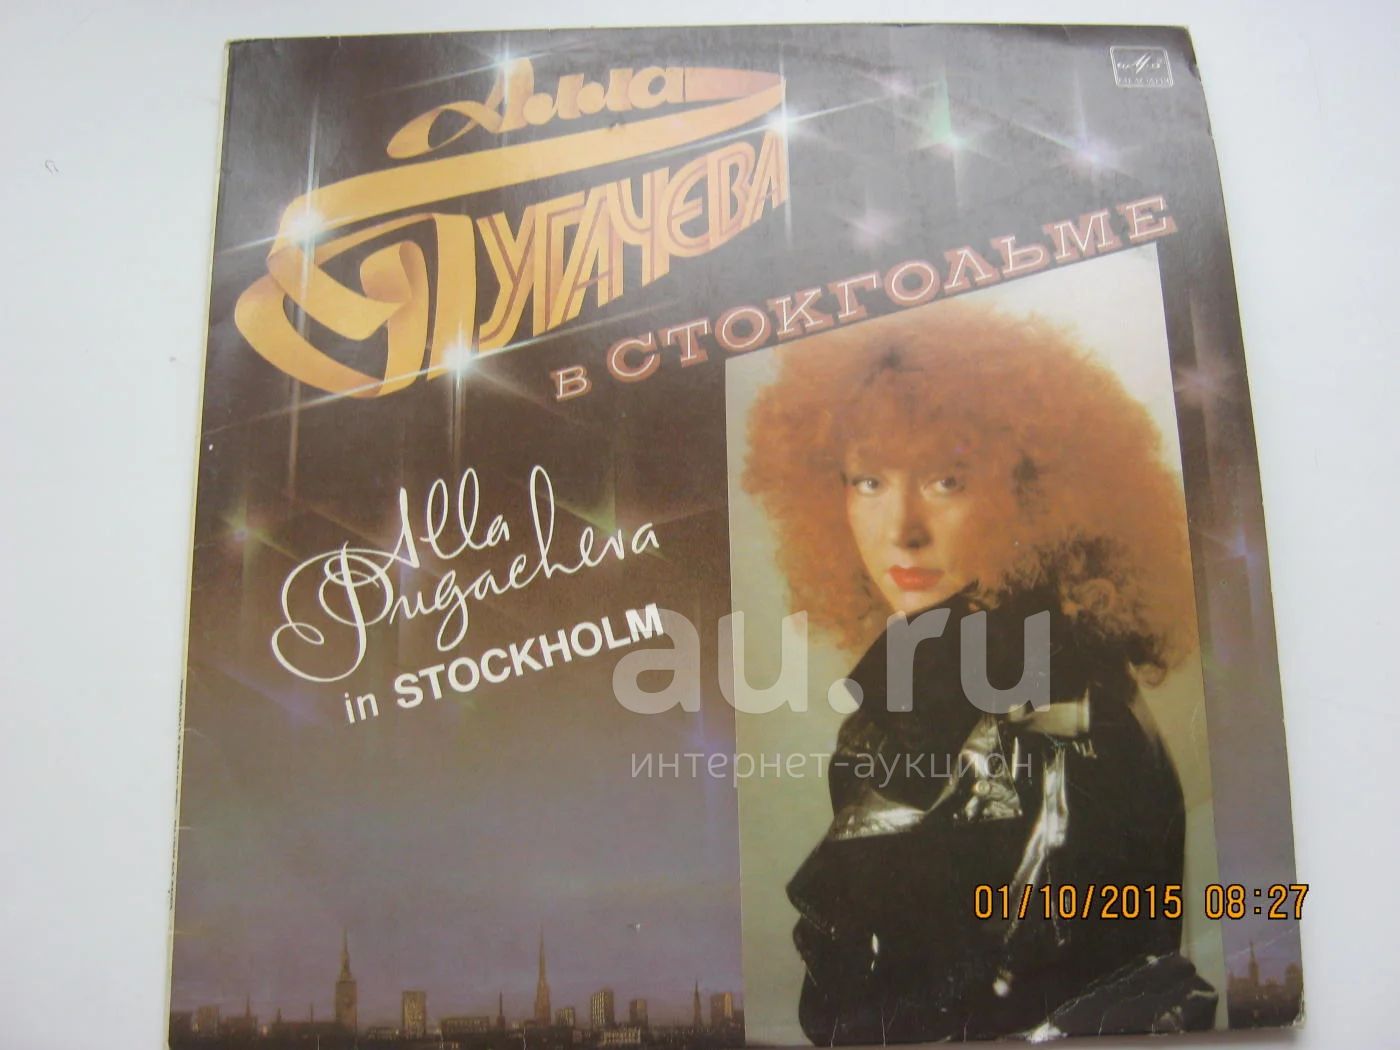 Алла
ПУГАЧЕВА
в СТОКГОЛЬМЕ
Alla
Pugacheva
in STOCKHOLM
au.ru
интернет-аукцион
01/10/2015 08:27